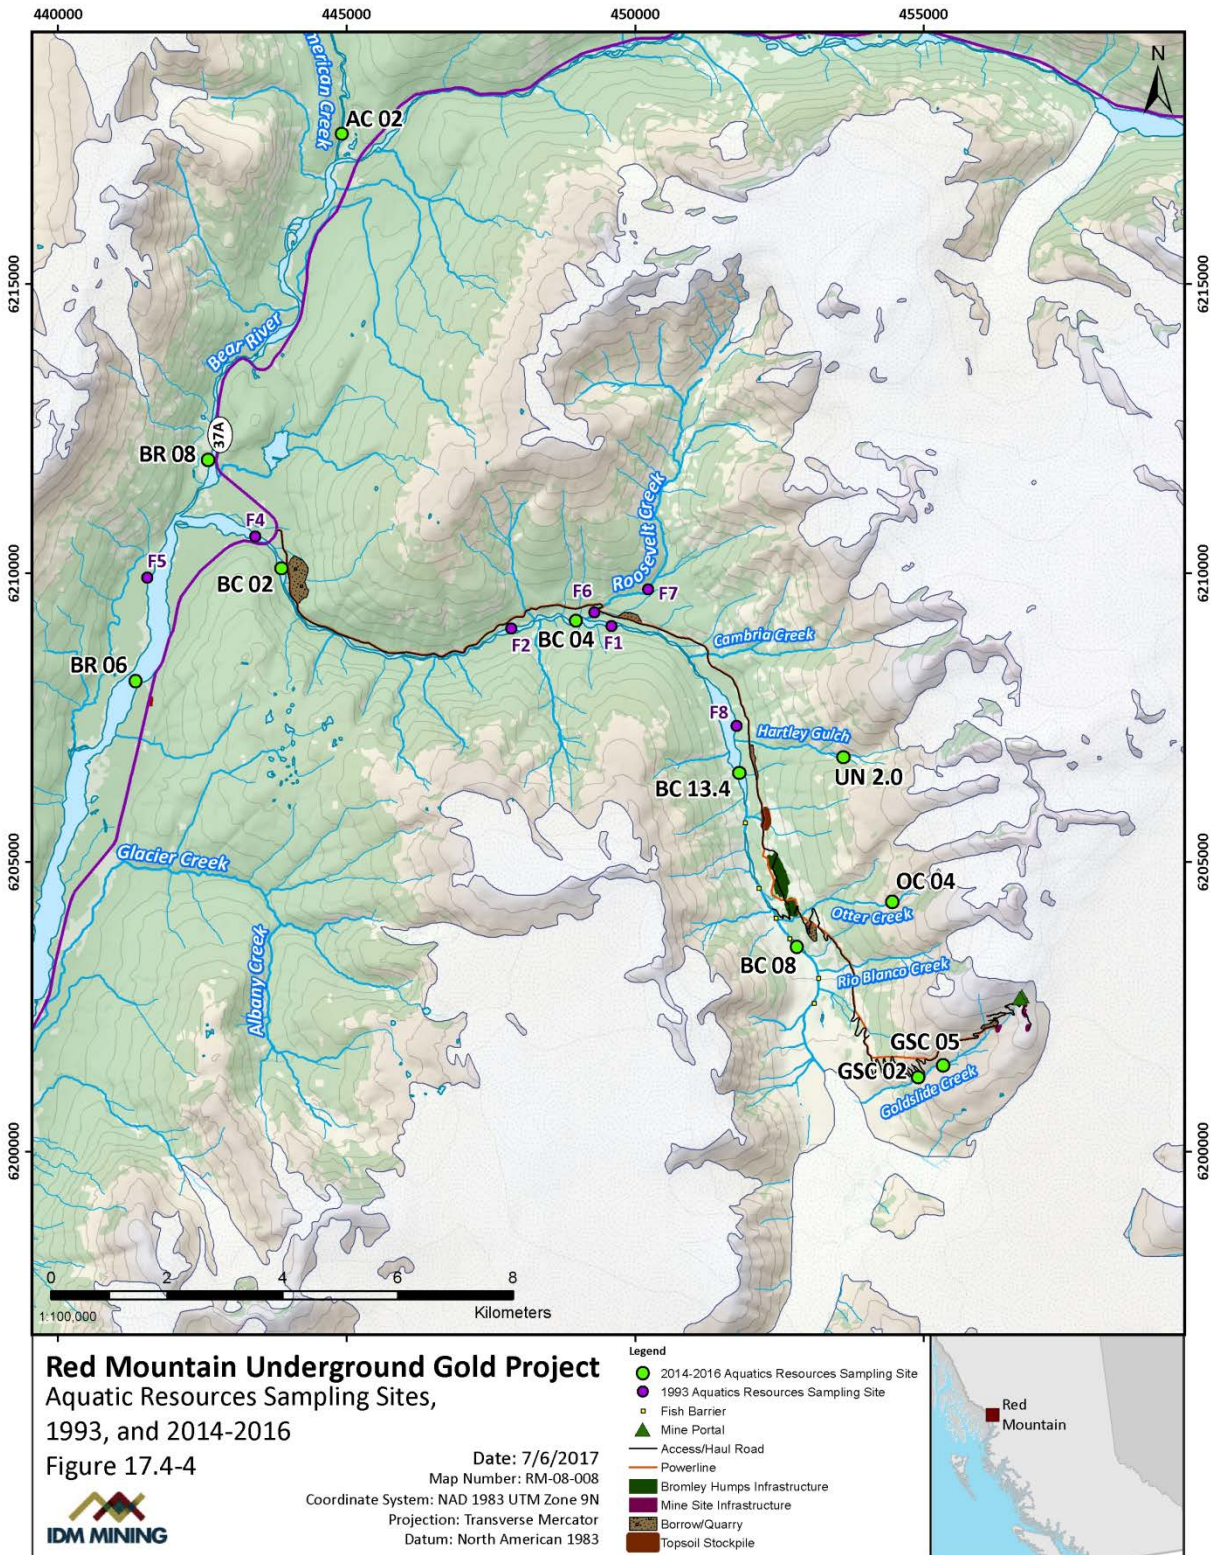 440000
445000
450000
455000
N
merican Creek
AC 02
6215000
6215000
Bear River
37A
BR 08
F4
F5
BC 02
Roosevelt Creek
F6
F7
6210000
6210000
F2
BC 04
F1
Cambria Creek
BR 06
F8
Hartley Gulch
UN 2.0
BC 13.4
Glacier Creek
6205000
6205000
OC 04
Otter Creek
Albany Creek
BC 08
Rio Blanco Creek
GSC 05
GSC 02
Goldslide Creek
6200000
6200000
0 2 4 6 8
Kilometers
1:100,000
Red Mountain Underground Gold Project
Aquatic Resources Sampling Sites,
1993, and 2014-2016
Figure 17.4-4
IDM MINING
Date: 7/6/2017
Map Number: RM-08-008
Coordinate System: NAD 1983 UTM Zone 9N
Projection: Transverse Mercator
Datum: North American 1983
Legend
2014-2016 Aquatics Resources Sampling Site
1993 Aquatics Resources Sampling Site
Fish Barrier
Mine Portal
Access/Haul Road
Powerline
Bromley Humps Infrastructure
Mine Site Infrastructure
Borrow/Quarry
Topsoil Stockpile
Red
Mountain